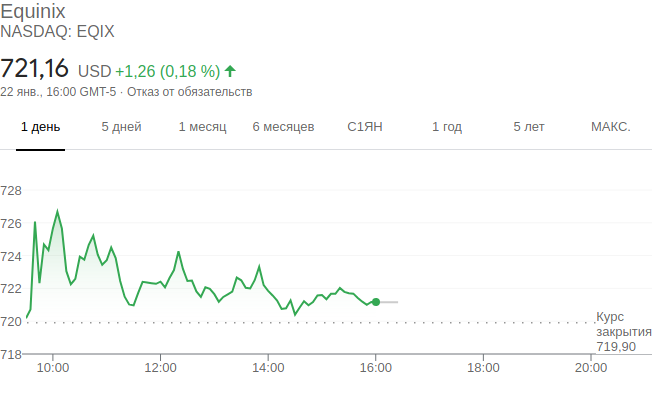 Equinix
NASDAQ: EQIX
721,16 USD +1,26 (0,18 %)
22 янв., 16:00 GMT-5 · Отказ от обязательств
1 день 5 дней 1 месяц 6 месяцев С1ЯН 1 год 5 лет МАКС.
728
726
724
722
720
718
Курс
закрытия
719,90
10:00 12:00 14:00 16:00 18:00 20:00